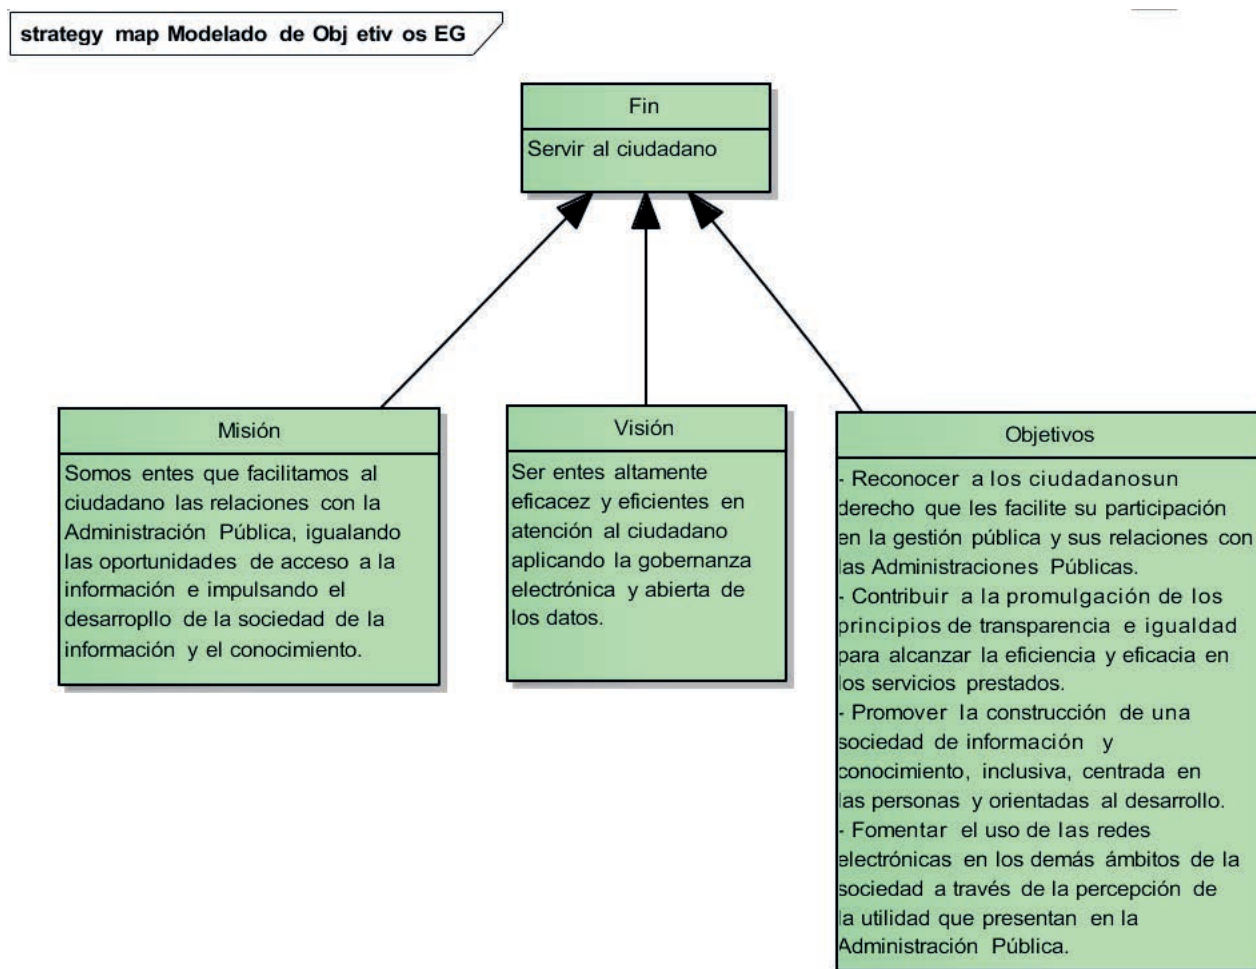 strategy map Modelado de Obj etiv os EG
Fin
Servir al ciudadano
Misión
Somos entes que facilitamos al
ciudadano las relaciones con la
Administración Pública, igualando
las oportunidades de acceso a la
información e impulsando el
desarropllo de la sociedad de la
información y el conocimiento.
Visión
Ser entes altamente
eficacez y eficientes en
atención al ciudadano
aplicando la gobernanza
electrónica y abierta de
los datos.
Objetivos
- Reconocer a los ciudadanosun
derecho que les facilite su participación
en la gestión pública y sus relaciones con
las Administraciones Públicas.
- Contribuir a la promulgación de los
principios de transparencia e igualdad
para alcanzar la eficiencia y eficacia en
los servicios prestados.
- Promover la construcción de una
sociedad de información y
conocimiento, inclusiva, centrada en
las personas y orientadas al desarrollo.
- Fomentar el uso de las redes
electrónicas en los demás ámbitos de la
sociedad a través de la percepción de
la utilidad que presentan en la
Administración Pública.